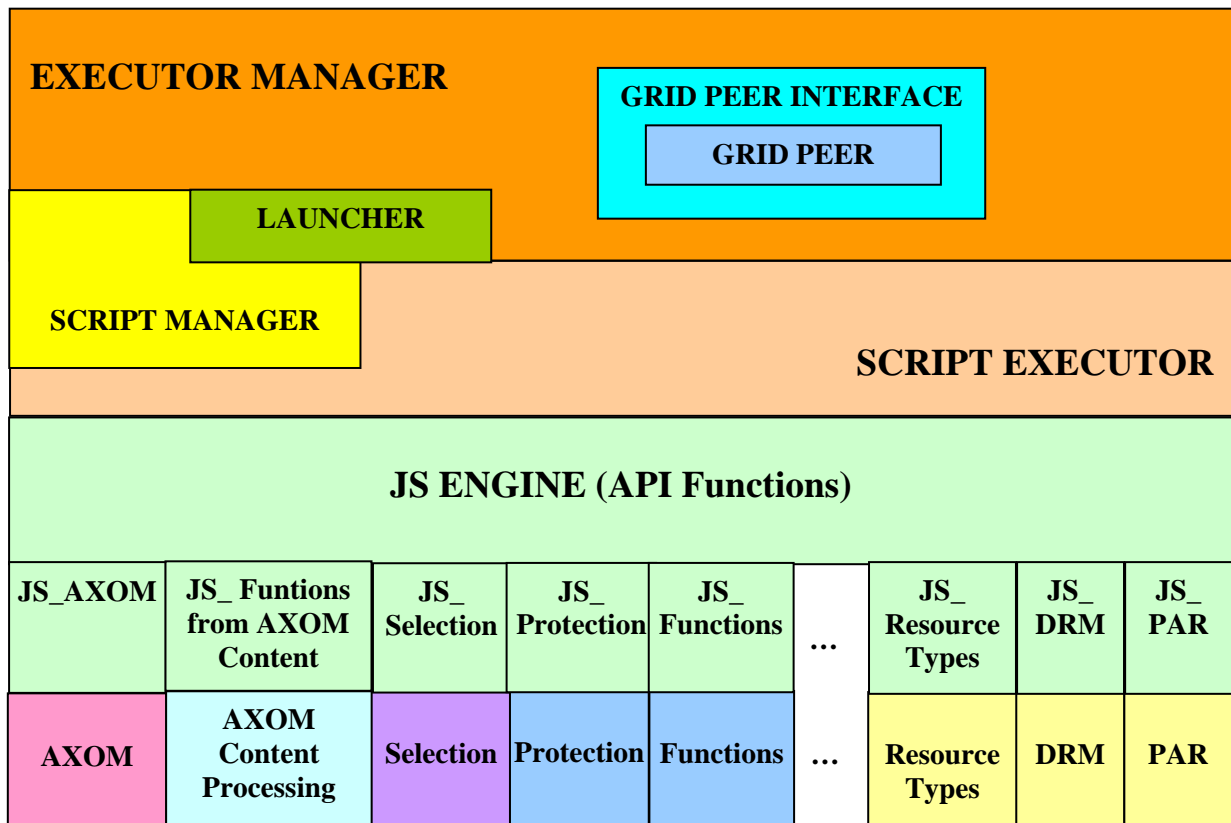 EXECUTOR MANAGER
GRID PEER INTERFACE
GRID PEER
LAUNCHER
SCRIPT MANAGER
SCRIPT EXECUTOR
JS ENGINE (API Functions)
JS_AXOM
JS_ Funtions
from AXOM
Content
JS_
Selection
JS_
Protection
JS_
Functions
...
JS_
Resource
Types
JS_
DRM
JS_
PAR
AXOM
AXOM
Content
Processing
Selection
Protection
Functions
...
Resource
Types
DRM
PAR